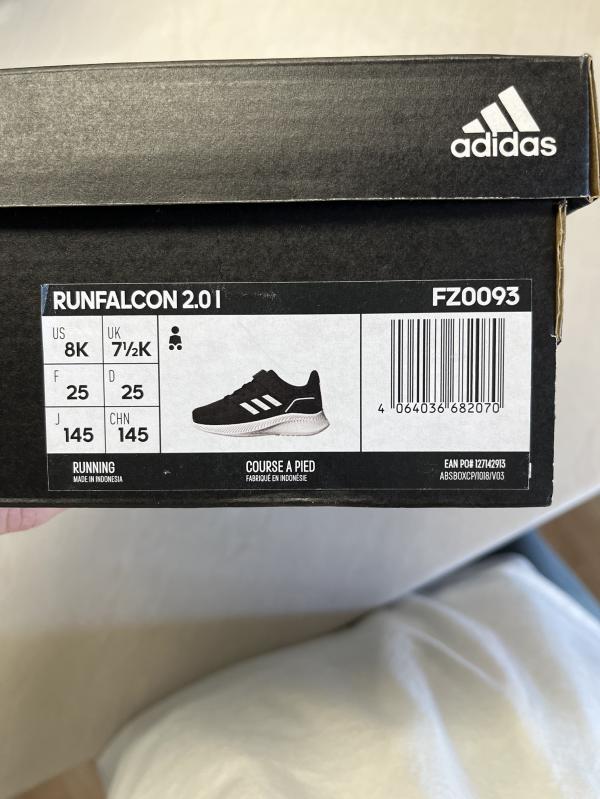 adidas
RUNFALCON 2.0 I FZ0093
US 8K UK 7½K
F 25 D 25
J 145 CHN 145
4 064036 682070
RUNNING COURSE A PIED EAN PO# 127142913
MADE IN INDONESIA FABRIQUÉ EN INDONÉSIE ABSBOXCP/1018/V03